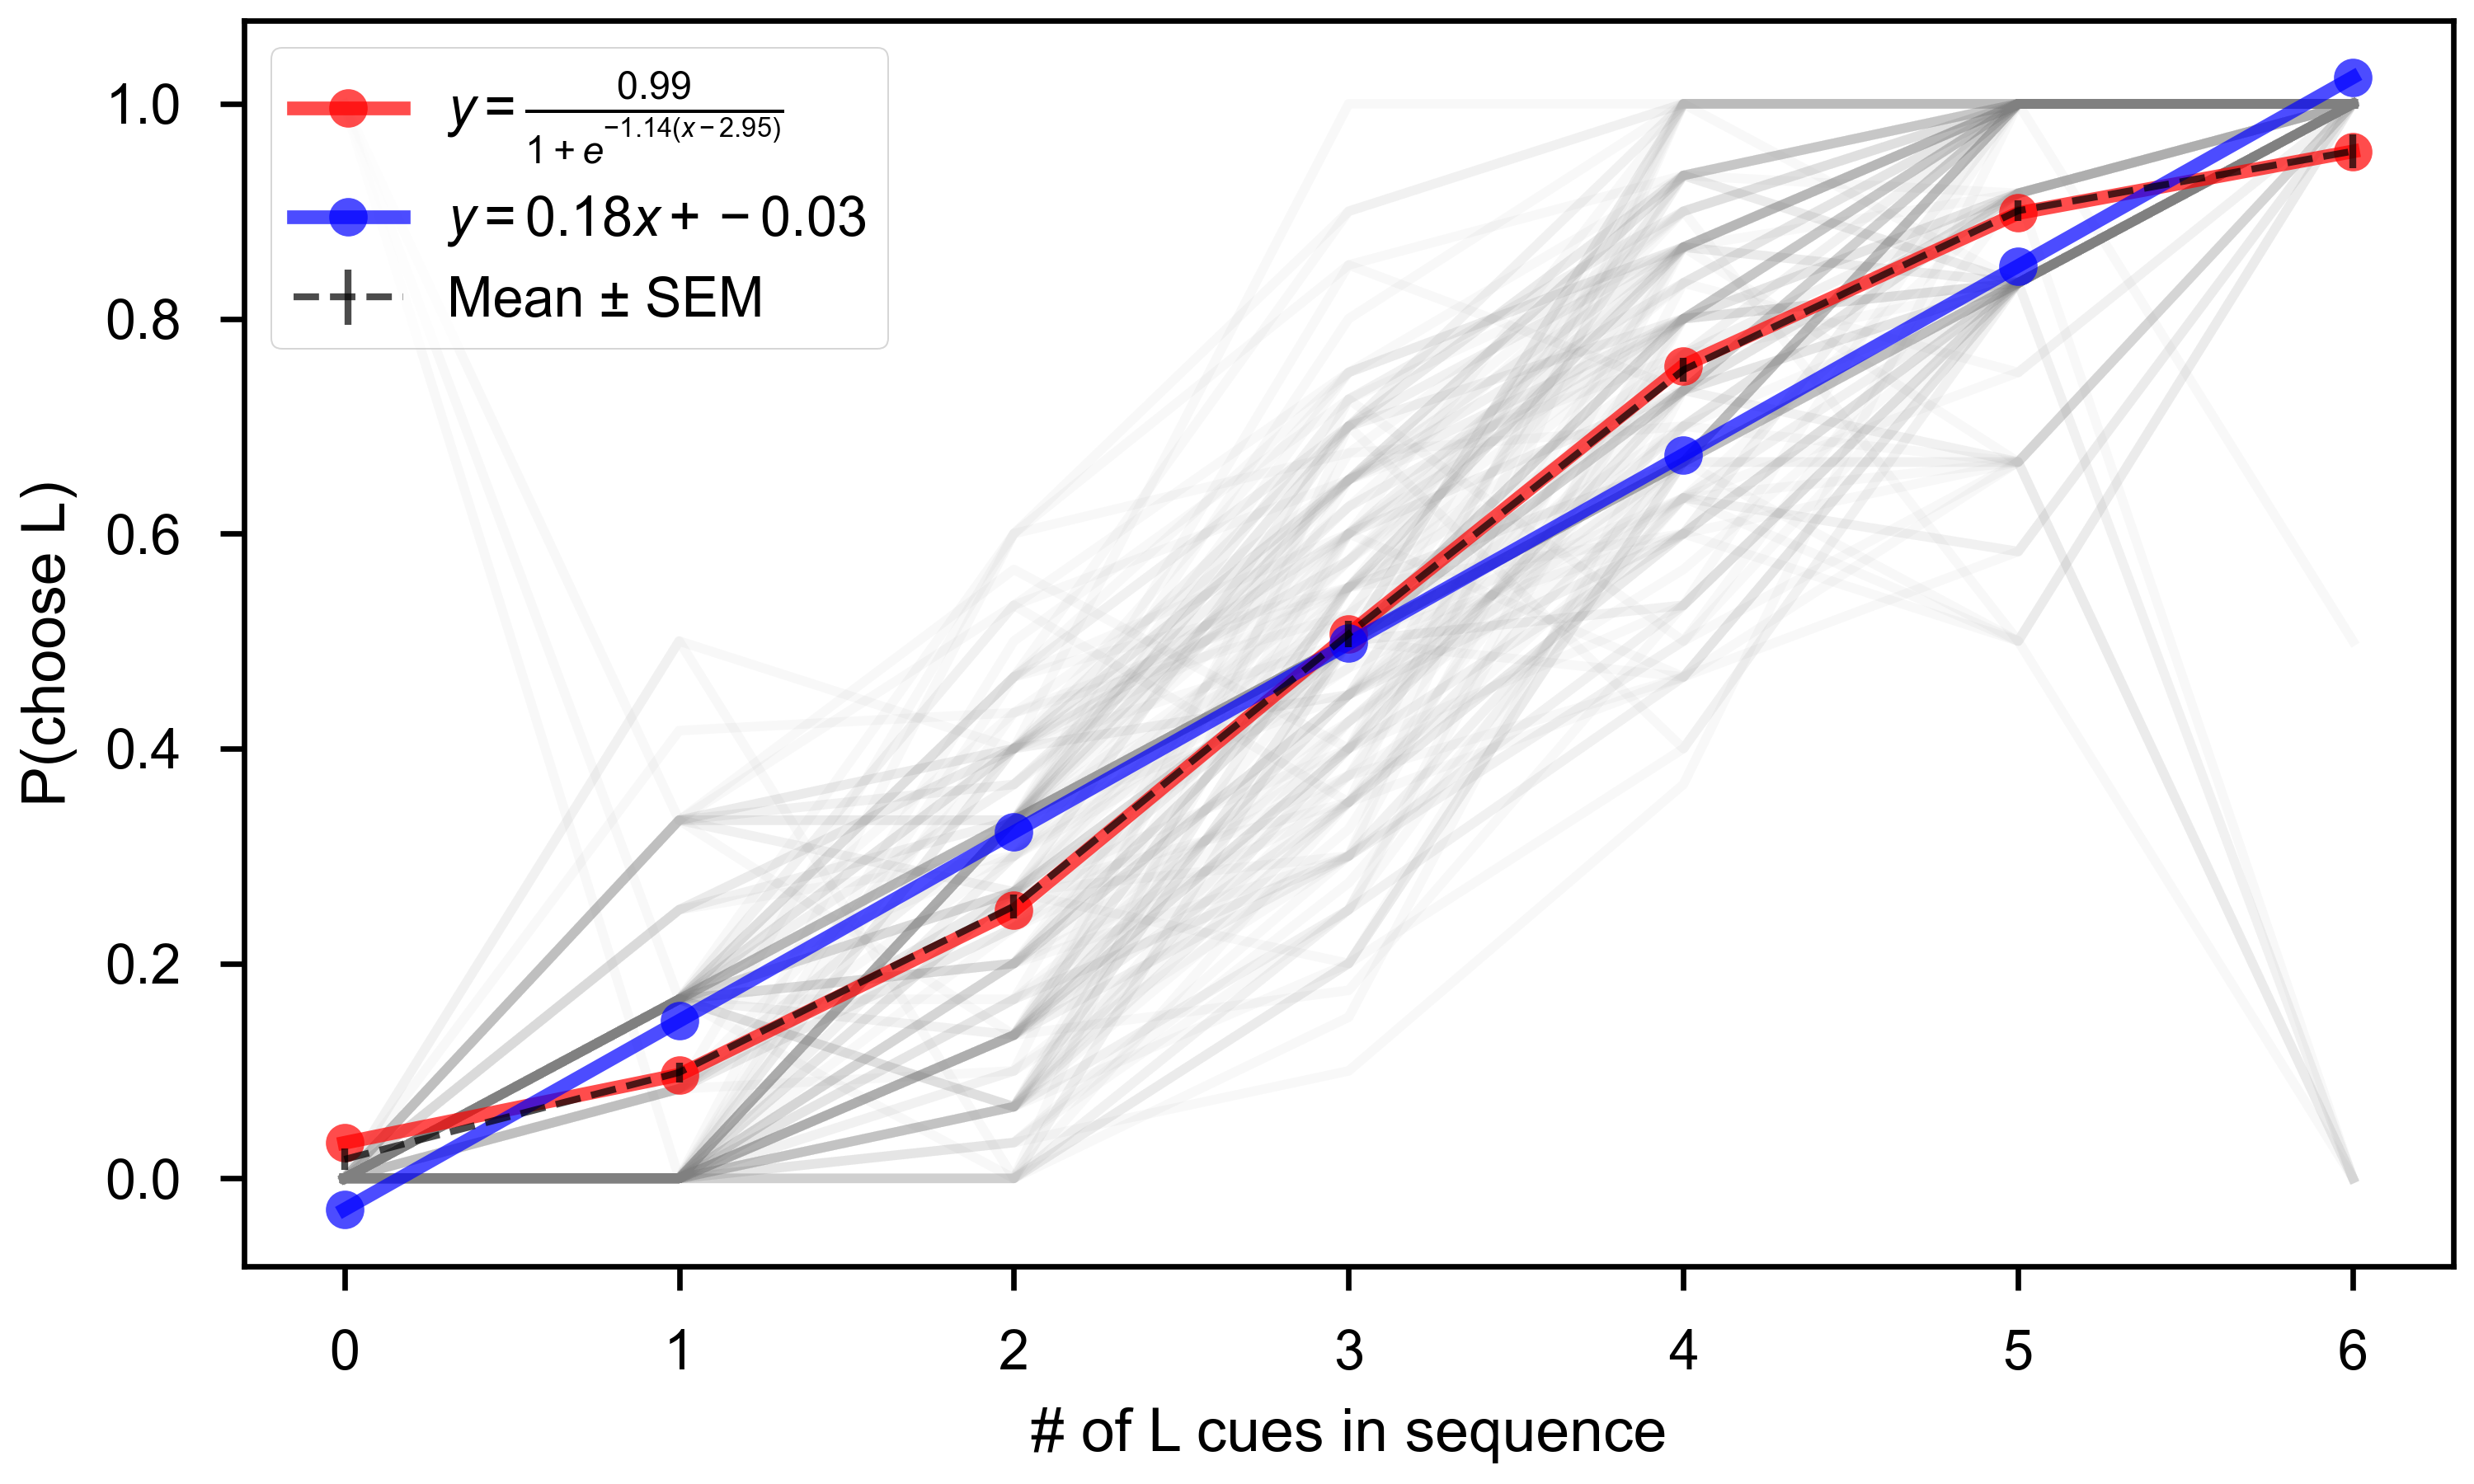 y = 0.99 / (1 + e^{-1.14(x-2.95)})
y = 0.18x + -0.03
Mean ± SEM
1.0
0.8
0.6
0.4
0.2
0.0
P(choose L)
0 1 2 3 4 5 6
# of L cues in sequence